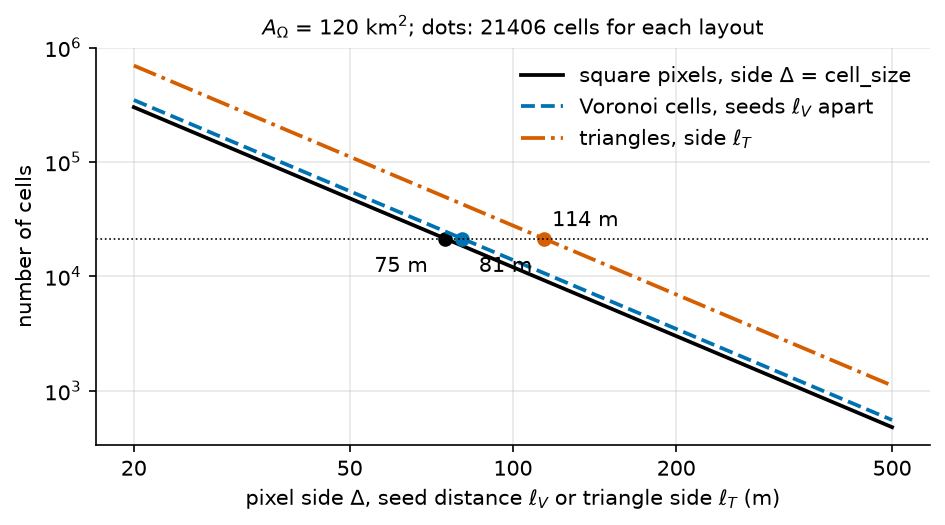 A_Ω = 120 km²; dots: 21406 cells for each layout
number of cells
10⁶
10⁵
10⁴
10³
square pixels, side Δ = cell_size
Voronoi cells, seeds ℓ_V apart
triangles, side ℓ_T
114 m
75 m
81 m
20 50 100 200 500
pixel side Δ, seed distance ℓ_V or triangle side ℓ_T (m)